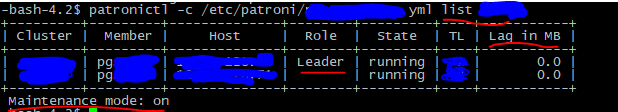 -bash-4.2$ patronictl -c /etc/patroni/ yml list
| Cluster | Member | Host | Role | State | TL | Lag in MB |
| pg | Leader | running | 0.0 |
| pg | | running | 0.0 |
Maintenance mode: on